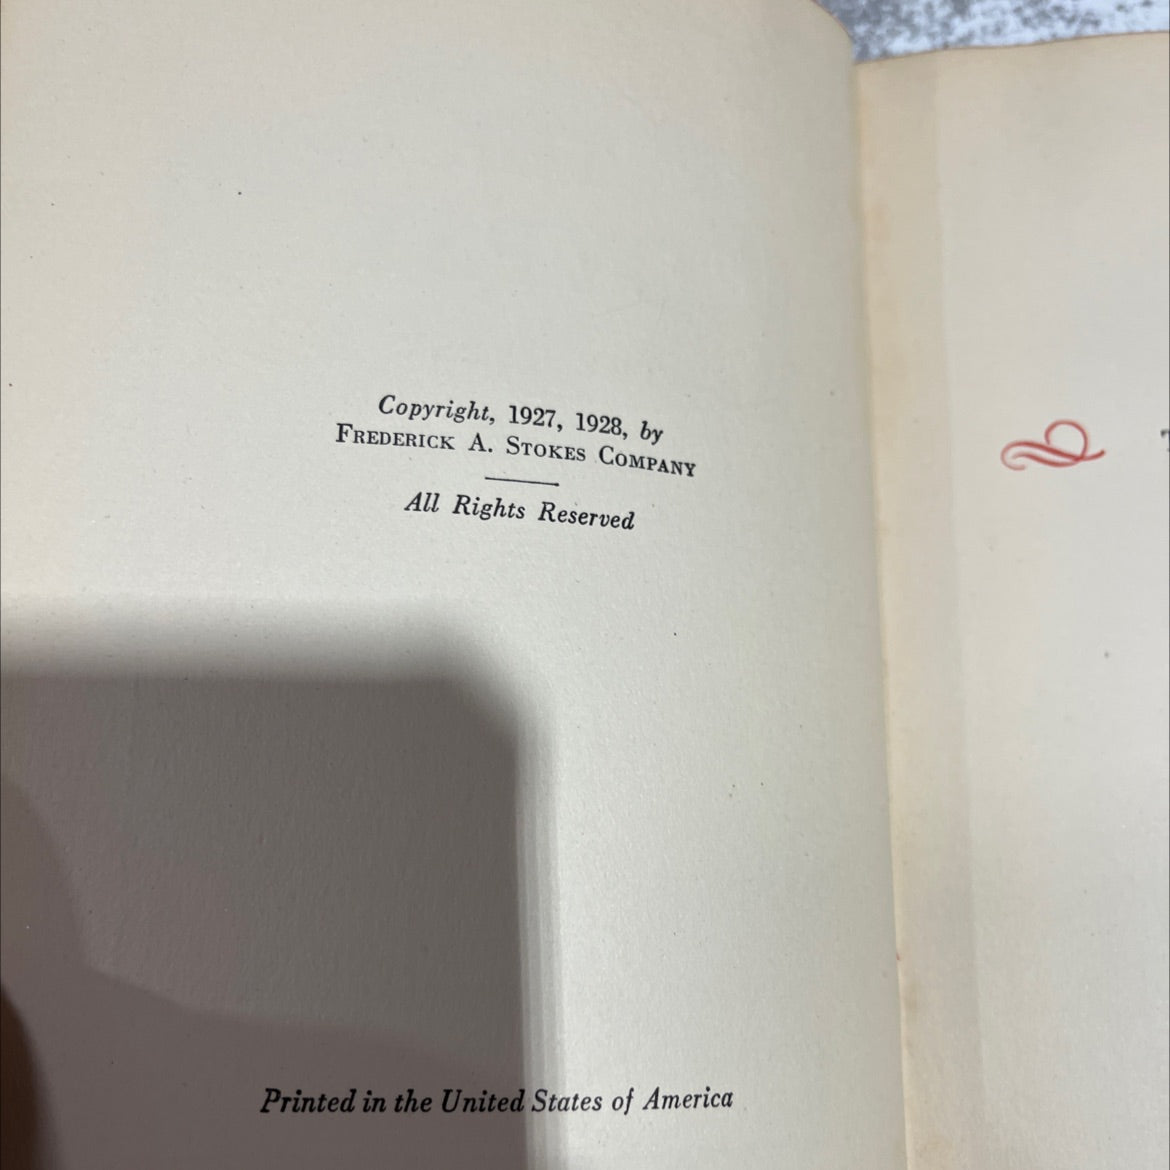 Copyright, 1927, 1928, by
FREDERICK A. STOKES COMPANY
All Rights Reserved
Printed in the United States of America